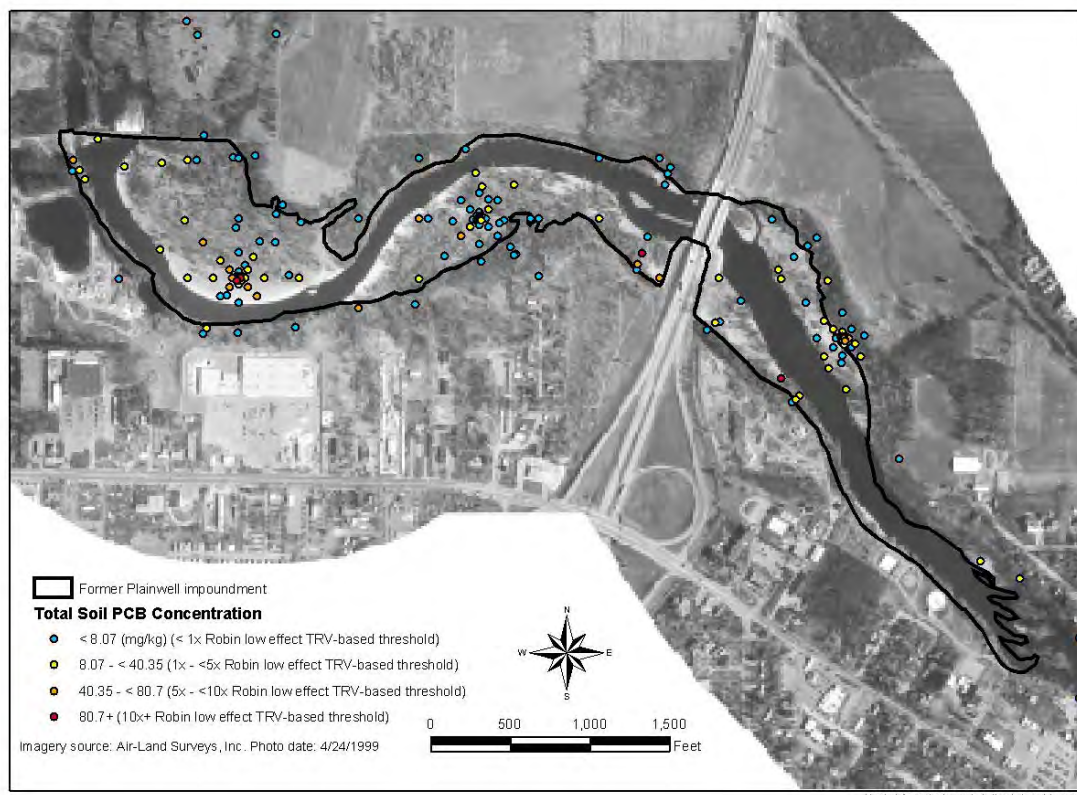 Former Plainwell impoundment
Total Soil PCB Concentration
< 8.07 (mg/kg) (< 1x Robin low effect TRV-based threshold)
8.07 - < 40.35 (1x - <5x Robin low effect TRV-based threshold)
40.35 - < 80.7 (5x - <10x Robin low effect TRV-based threshold)
80.7+ (10x+ Robin low effect TRV-based threshold)
Imagery source: Air-Land Surveys, Inc. Photo date: 4/24/1999
N
W E
S
0 500 1,000 1,500
Feet